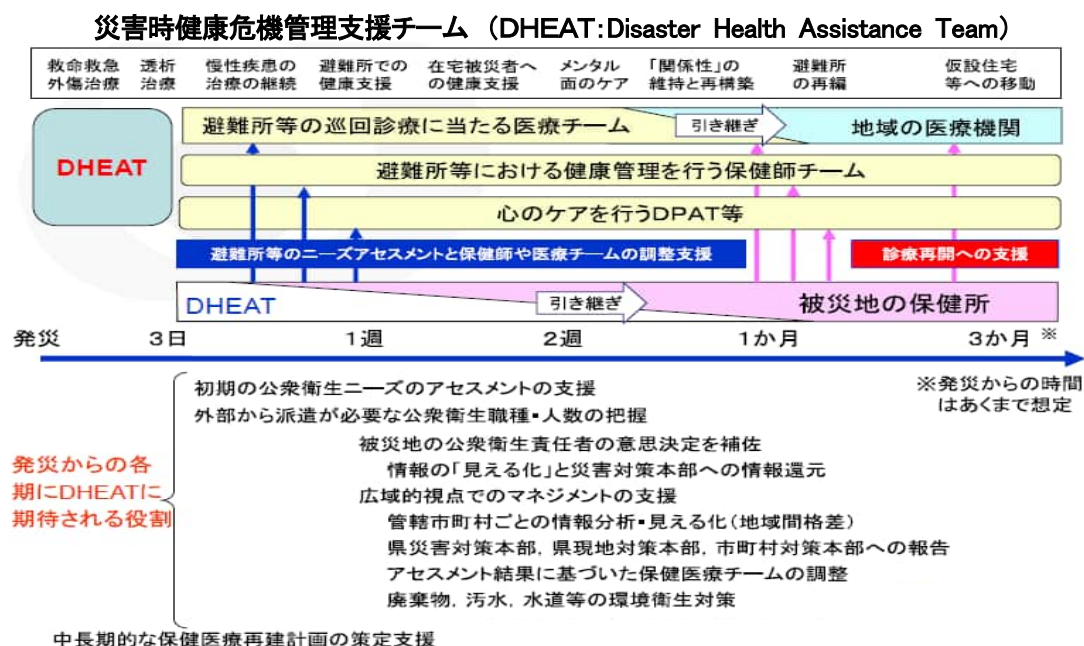 災害時健康危機管理支援チーム (DHEAT:Disaster Health Assistance Team)
救命救急
外傷治療
透析
治療
慢性疾患の
治療の継続
避難所での
健康支援
在宅被災者へ
の健康支援
メンタル
面のケア
「関係性」の
維持と再構築
避難所
の再編
仮設住宅
等への移動
DHEAT
避難所等の巡回診療に当たる医療チーム
引き継ぎ
地域の医療機関
避難所等における健康管理を行う保健師チーム
心のケアを行うDPAT等
避難所等のニーズアセスメントと保健師や医療チームの調整支援
診療再開への支援
DHEAT
引き継ぎ
被災地の保健所
発災
3日
1週
2週
1か月
3か月 ※
※発災からの時間
はあくまで想定
発災からの各
期にDHEATに
期待される役割
初期の公衆衛生ニーズのアセスメントの支援
外部から派遣が必要な公衆衛生職種・人数の把握
被災地の公衆衛生責任者の意思決定を補佐
情報の「見える化」と災害対策本部への情報還元
広域的視点でのマネジメントの支援
管轄市町村ごとの情報分析・見える化(地域間格差)
県災害対策本部,県現地対策本部,市町村対策本部への報告
アセスメント結果に基づいた保健医療チームの調整
廃棄物,汚水,水道等の環境衛生対策
中長期的な保健医療再建計画の策定支援